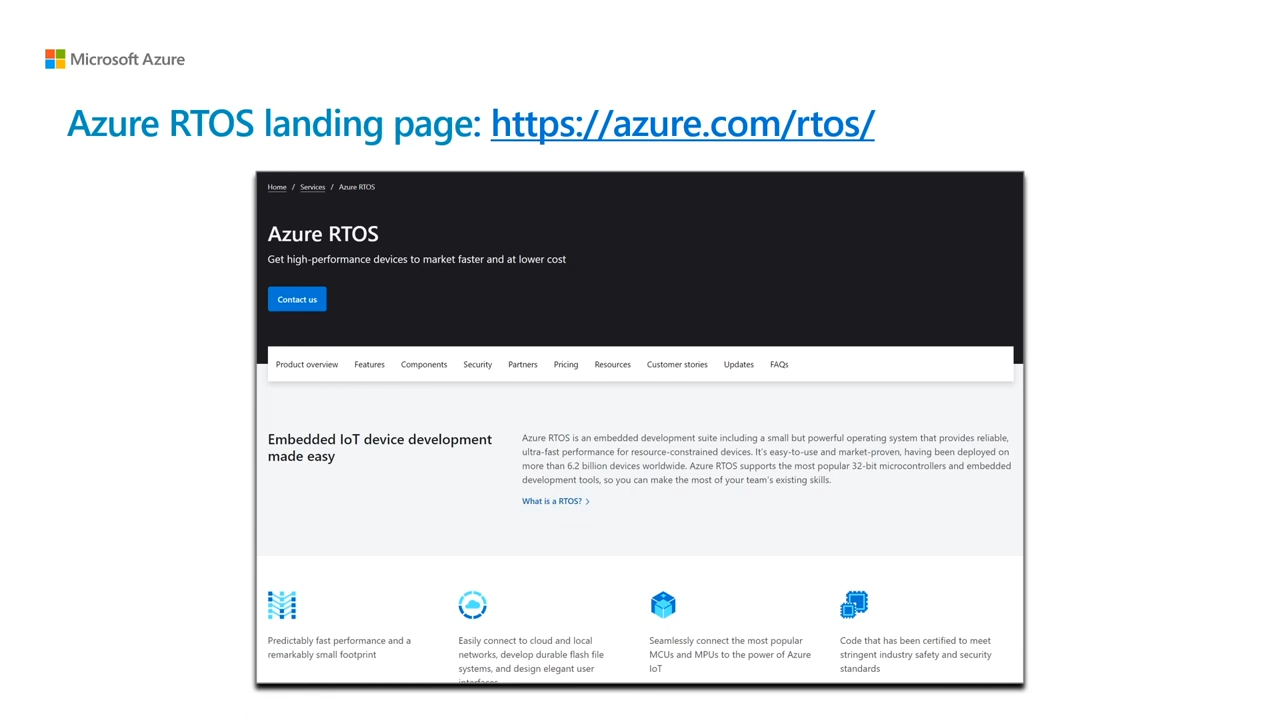 Microsoft Azure
Azure RTOS landing page: https://azure.com/rtos/
Home / Services / Azure RTOS
Azure RTOS
Get high-performance devices to market faster and at lower cost
Contact us
Product overview Features Components Security Partners Pricing Resources Customer stories Updates FAQs
Embedded IoT device development
made easy
Azure RTOS is an embedded development suite including a small but powerful operating system that provides reliable,
ultra-fast performance for resource-constrained devices. It's easy-to-use and market-proven, having been deployed on
more than 6.2 billion devices worldwide. Azure RTOS supports the most popular 32-bit microcontrollers and embedded
development tools, so you can make the most of your team's existing skills.
What is a RTOS? >
Predictably fast performance and a
remarkably small footprint
Easily connect to cloud and local
networks, develop durable flash file
systems, and design elegant user
interfaces
Seamlessly connect the most popular
MCUs and MPUs to the power of Azure
IoT
Code that has been certified to meet
stringent industry safety and security
standards